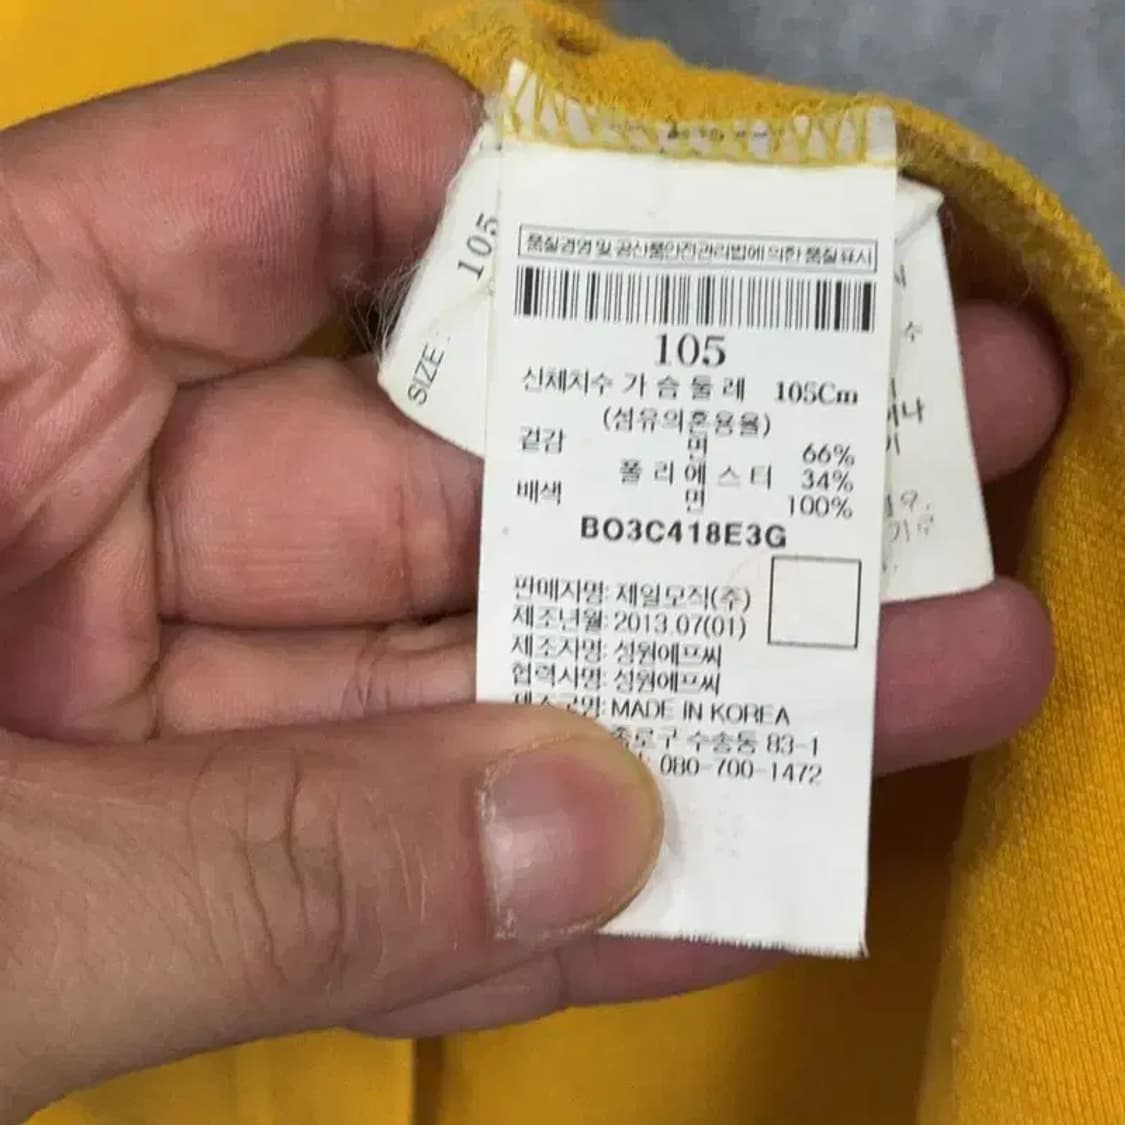 품질경영 및 공산품안전관리법에 의한 품질표시
105
신체치수 가슴둘레 105Cm
(섬유의혼용율)
겉감 면 66%
폴리에스터 34%
배색 면 100%
BO3C418E3G
판매자명: 제일모직(주)
제조년월: 2013.07(01)
제조자명: 성원에프씨
협력사명: 성원에프씨
제조국명: MADE IN KOREA
종로구 수송동 83-1
080-700-1472
SIZE: 105